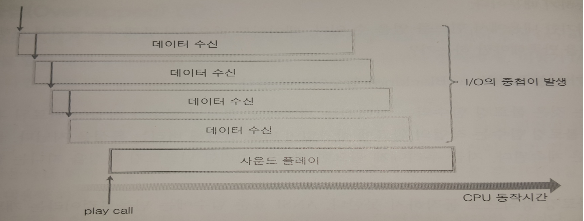 데이터 수신
데이터 수신
I/O의 중첩이 발생
데이터 수신
데이터 수신
사운드 플레이
CPU 동작시간
play call